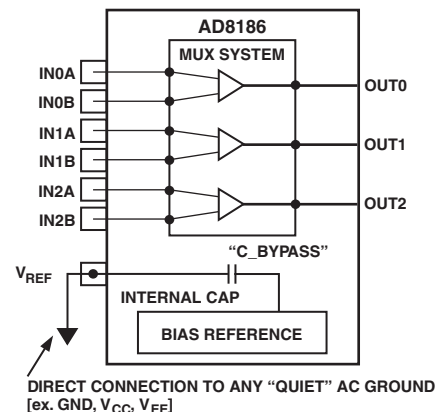 AD8186
MUX SYSTEM
IN0A
IN0B
IN1A
IN1B
IN2A
IN2B
OUT0
OUT1
OUT2
"C_BYPASS"
VREF
INTERNAL CAP
BIAS REFERENCE
DIRECT CONNECTION TO ANY "QUIET" AC GROUND
[ex. GND, VCC, VEE]